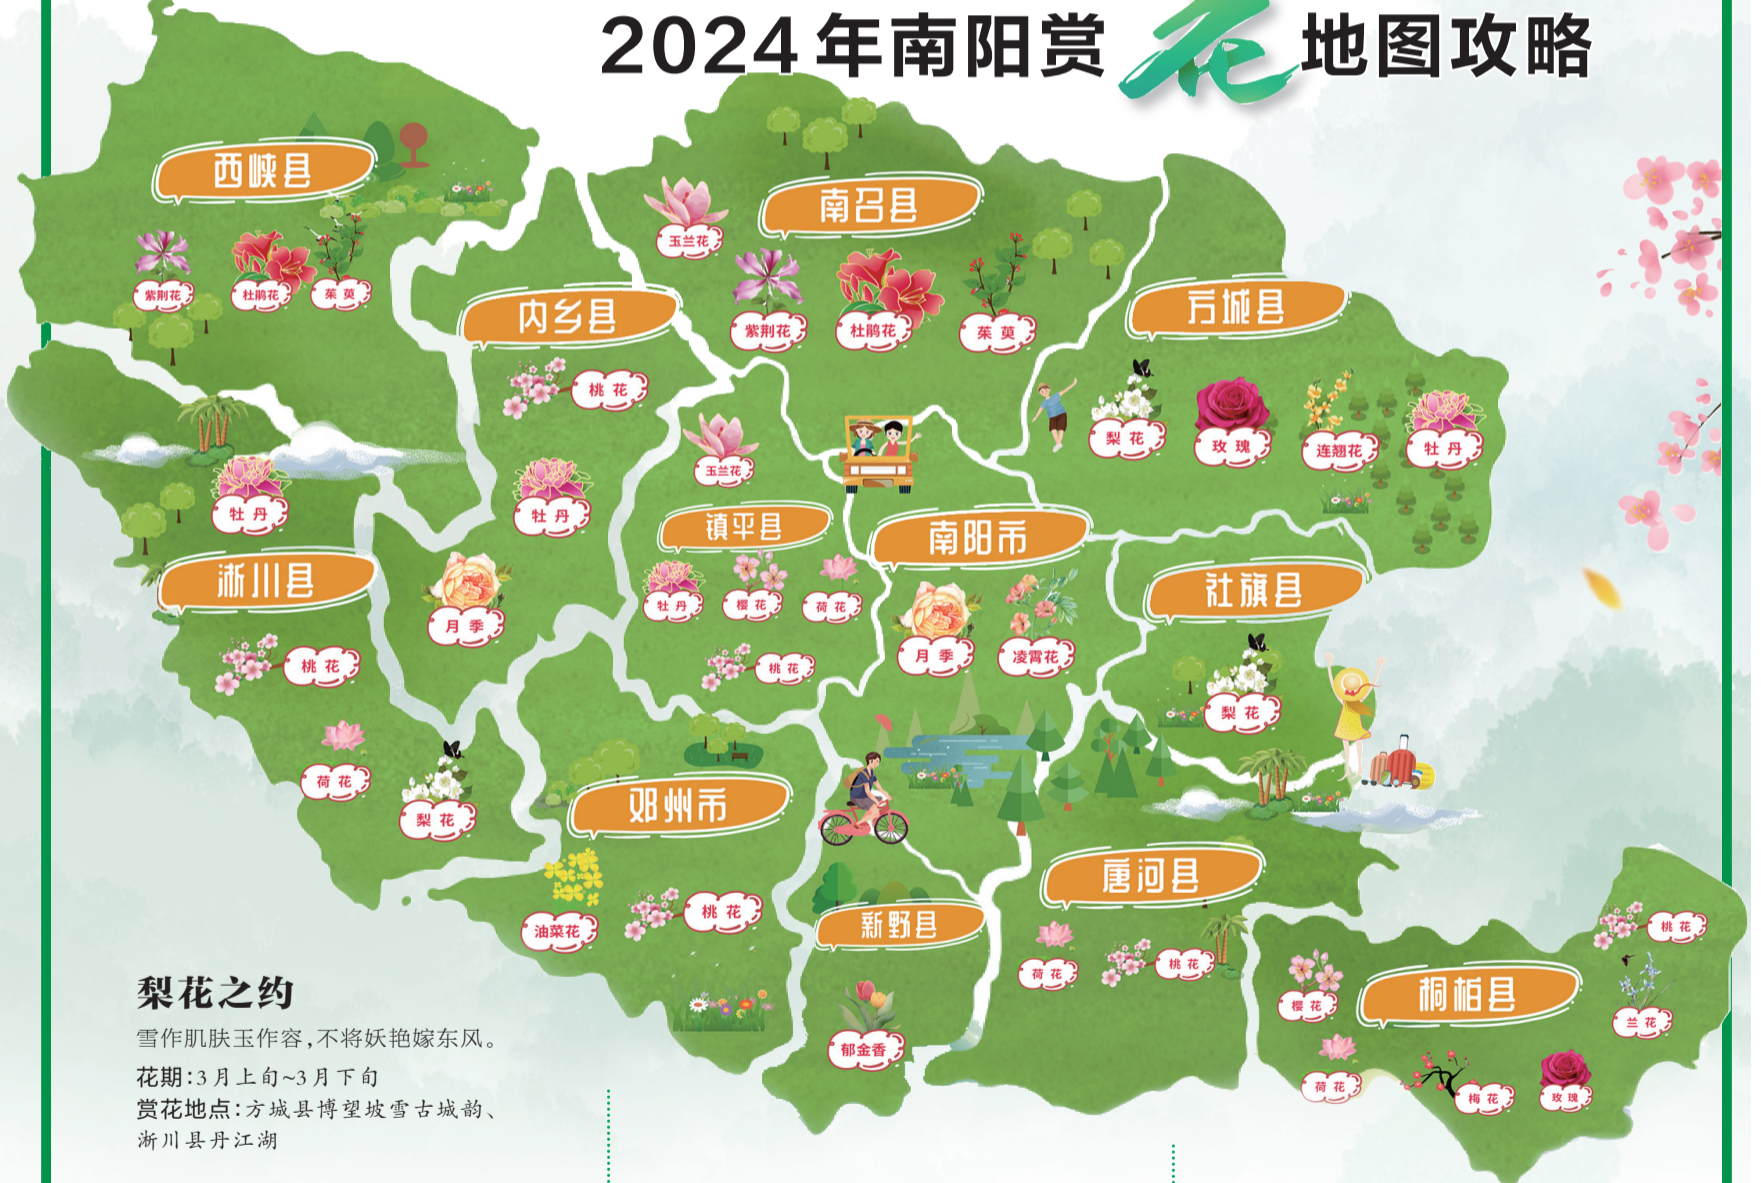 2024年南阳赏花地图攻略
西峡县
紫荆花
杜鹃花
茱萸
南召县
玉兰花
紫荆花
杜鹃花
茱萸
内乡县
桃花
牡丹
月季
方城县
梨花
玫瑰
连翘花
牡丹
镇平县
玉兰花
牡丹
樱花
荷花
桃花
南阳市
月季
凌霄花
淅川县
牡丹
桃花
荷花
梨花
社旗县
梨花
邓州市
油菜花
桃花
新野县
郁金香
唐河县
荷花
桃花
桐柏县
桃花
樱花
兰花
荷花
梅花
玫瑰
梨花之约
雪作肌肤玉作容，不将妖艳嫁东风。
花期：3月上旬~3月下旬
赏花地点：方城县博望坡雪古城韵、
淅川县丹江湖